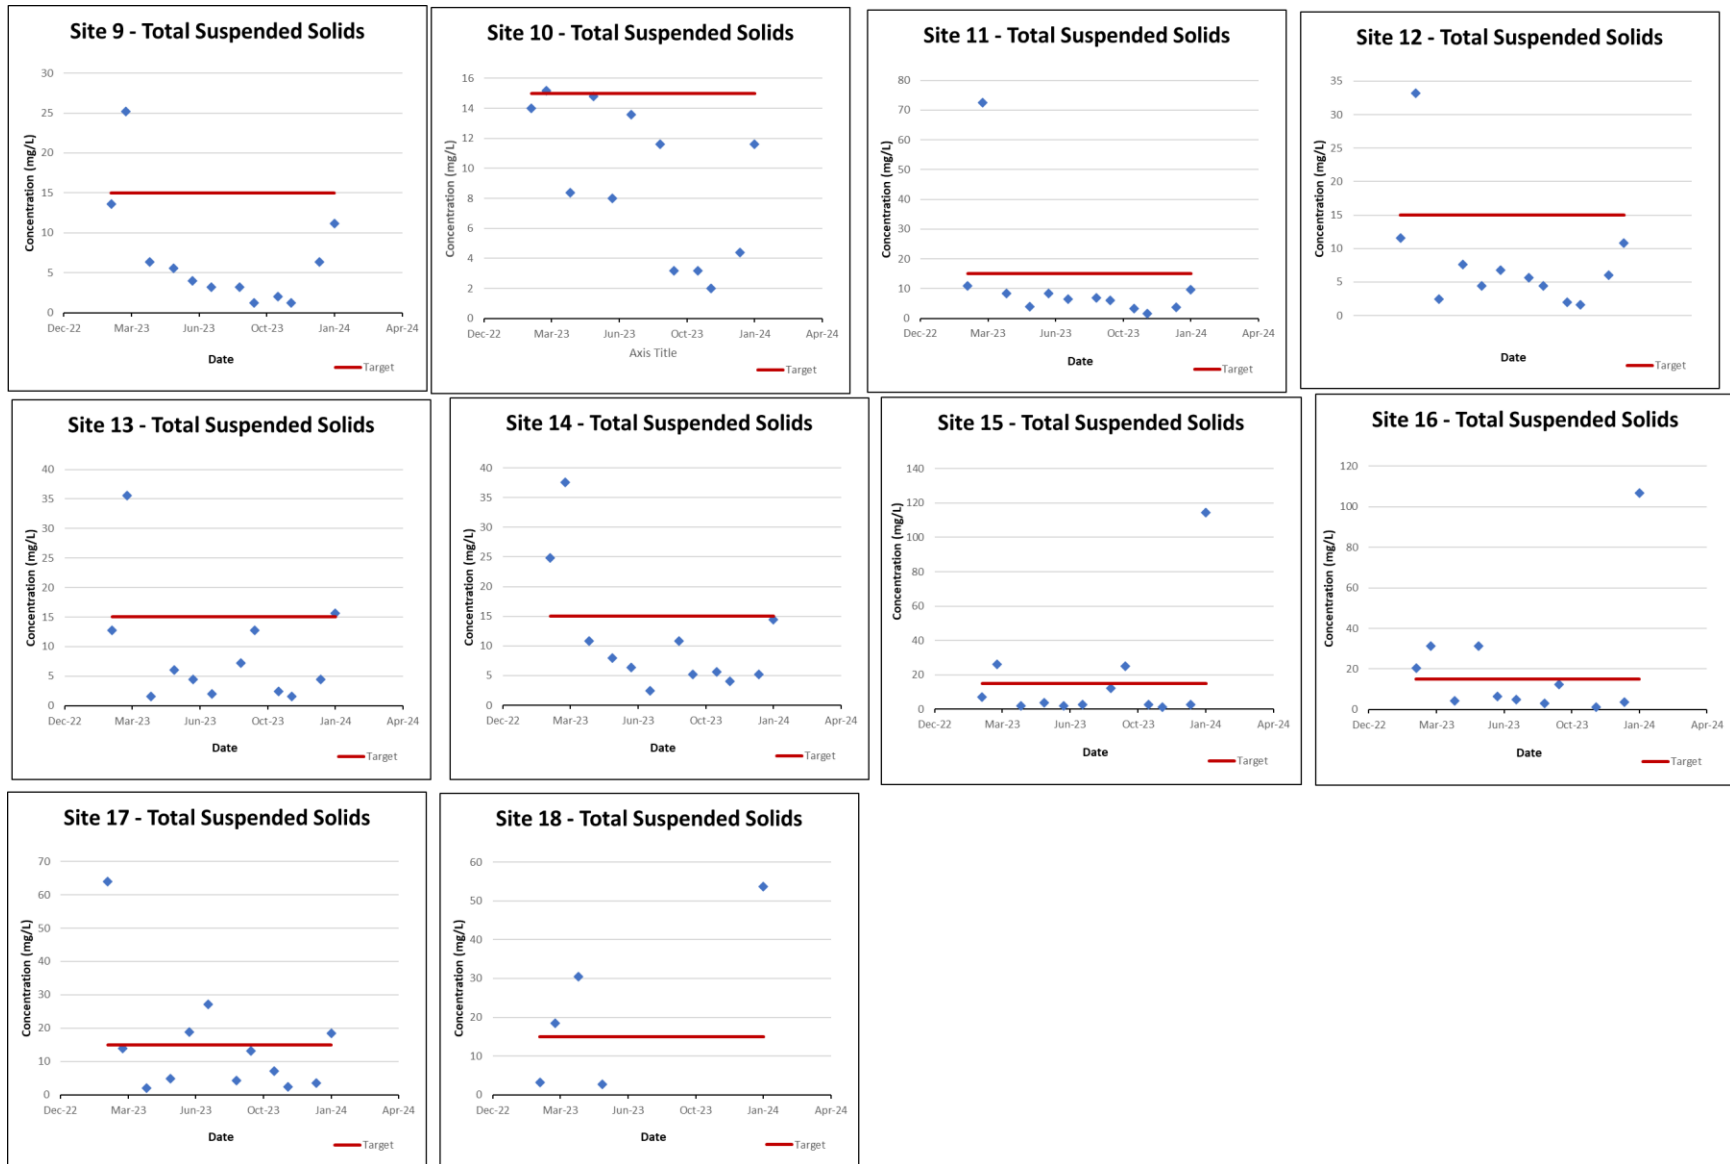 Site 9 - Total Suspended Solids
30
25
20
15
10
5
0
Concentration (mg/L)
Dec-22 Mar-23 Jun-23 Oct-23 Jan-24 Apr-24
Date
Target
Site 10 - Total Suspended Solids
16
14
12
10
8
6
4
2
0
Concentration (mg/L)
Dec-22 Mar-23 Jun-23 Oct-23 Jan-24 Apr-24
Axis Title
Target
Site 11 - Total Suspended Solids
80
70
60
50
40
30
20
10
0
Concentration (mg/L)
Dec-22 Mar-23 Jun-23 Oct-23 Jan-24 Apr-24
Date
Target
Site 12 - Total Suspended Solids
35
30
25
20
15
10
5
0
Concentration (mg/L)
Date
Target
Site 13 - Total Suspended Solids
40
35
30
25
20
15
10
5
0
Concentration (mg/L)
Dec-22 Mar-23 Jun-23 Oct-23 Jan-24 Apr-24
Date
Target
Site 14 - Total Suspended Solids
40
35
30
25
20
15
10
5
0
Concentration (mg/L)
Dec-22 Mar-23 Jun-23 Oct-23 Jan-24 Apr-24
Date
Target
Site 15 - Total Suspended Solids
140
120
100
80
60
40
20
0
Concentration (mg/L)
Dec-22 Mar-23 Jun-23 Oct-23 Jan-24 Apr-24
Date
Target
Site 16 - Total Suspended Solids
120
100
80
60
40
20
0
Concentration (mg/L)
Dec-22 Mar-23 Jun-23 Oct-23 Jan-24 Apr-24
Date
Target
Site 17 - Total Suspended Solids
70
60
50
40
30
20
10
0
Concentration (mg/L)
Dec-22 Mar-23 Jun-23 Oct-23 Jan-24 Apr-24
Date
Target
Site 18 - Total Suspended Solids
60
50
40
30
20
10
0
Concentration (mg/L)
Dec-22 Mar-23 Jun-23 Oct-23 Jan-24 Apr-24
Date
Target